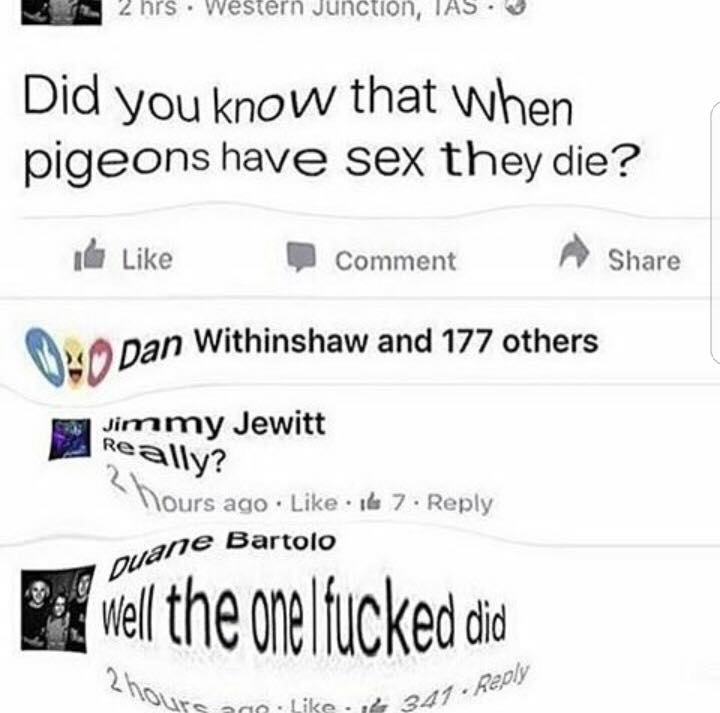 2 hrs · Western Junction, TAS ·
Did you know that when
pigeons have sex they die?
Like Comment Share
Dan Withinshaw and 177 others
Jimmy Jewitt
Really?
2 hours ago · Like · 7 · Reply
Duane Bartolo
Well the one I fucked did
2 hours ago · Like · 341 · Reply